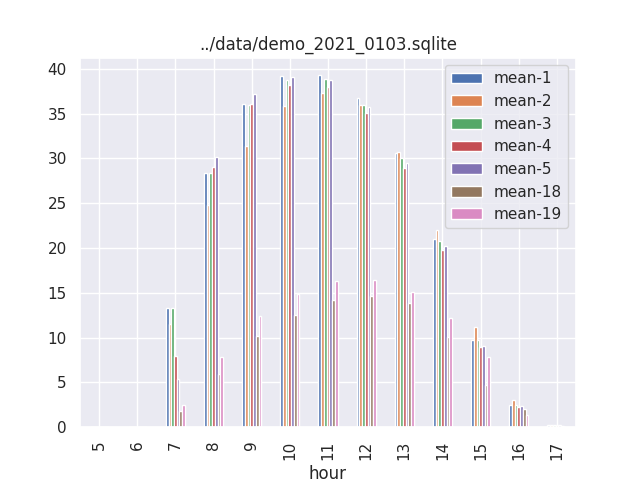 ../data/demo_2021_0103.sqlite
40
35
30
25
20
15
10
5
0
mean-1
mean-2
mean-3
mean-4
mean-5
mean-18
mean-19
5 6 7 8 9 10 11 12 13 14 15 16 17
hour